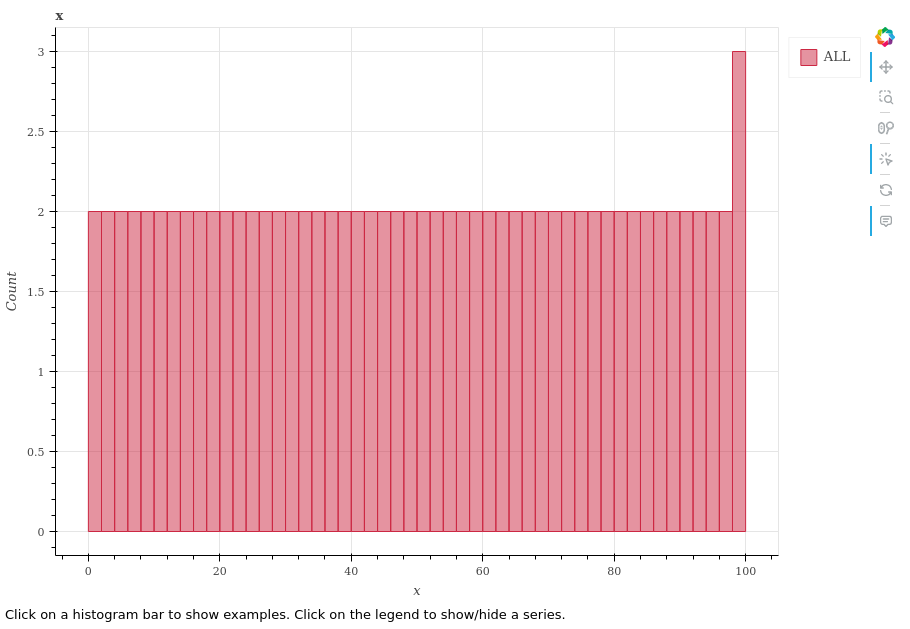 x
3
2.5
2
1.5
1
0.5
0
Count
0 20 40 60 80 100
x
ALL
Click on a histogram bar to show examples. Click on the legend to show/hide a series.